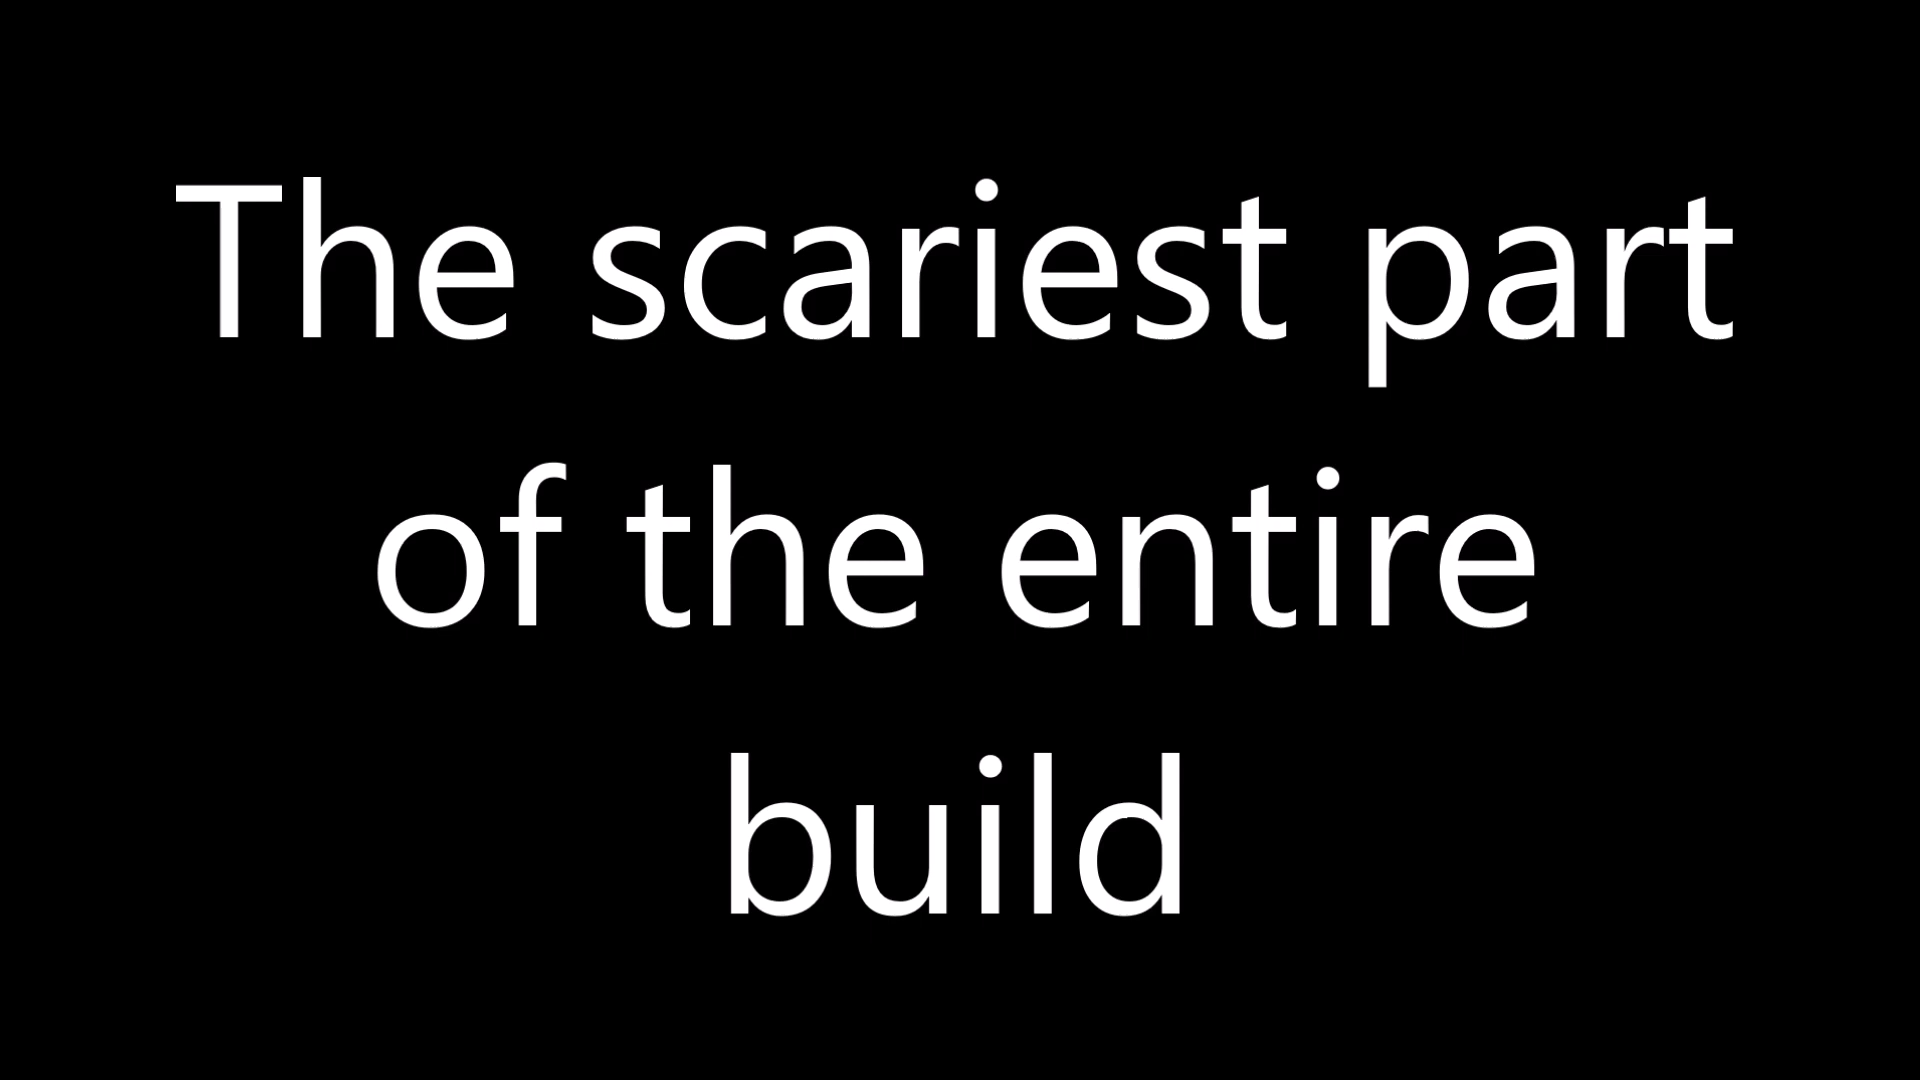 The scariest part
of the entire
build